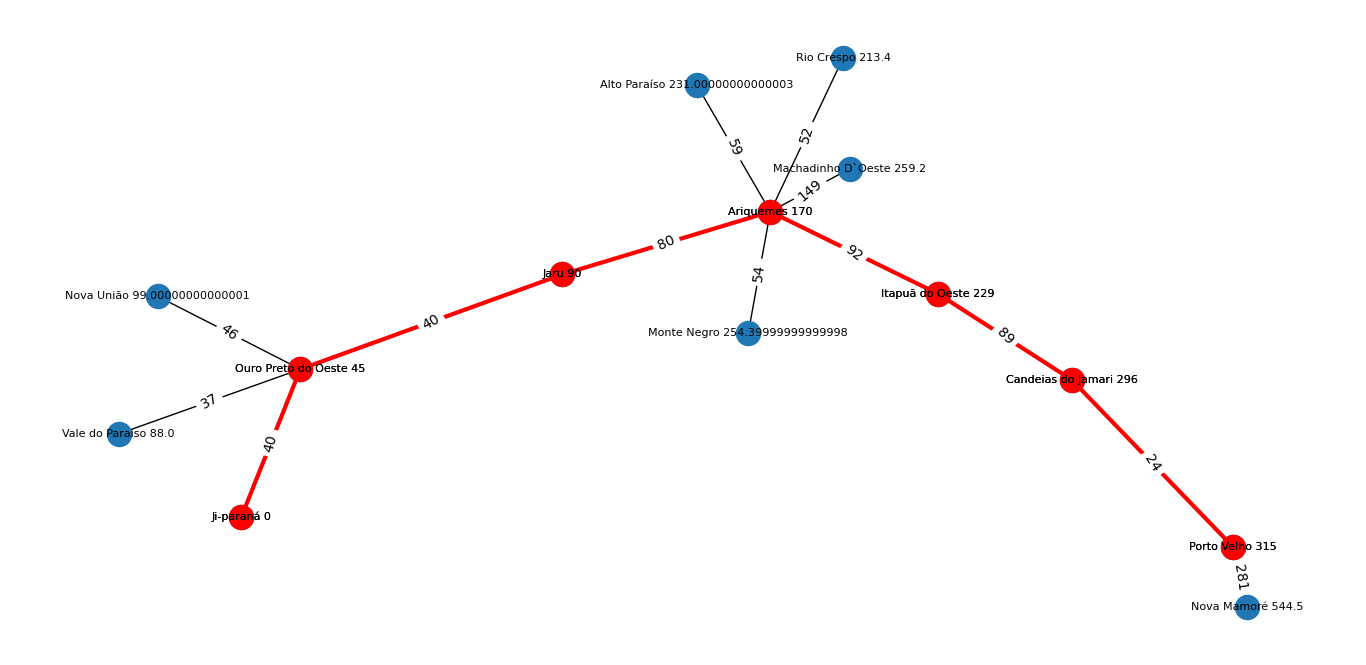 Rio Crespo 213.4
Alto Paraíso 231.00000000000003
52
59
Machadinho D`Oeste 259.2
149
Ariquemes 170
80
92
Jaru 90
54
Itapuã do Oeste 229
Nova União 99.00000000000001
40
46
Monte Negro 254.39999999999998
89
Ouro Preto do Oeste 45
Candeias do Jamari 296
37
Vale do Paraíso 88.0
40
24
Ji-paraná 0
Porto Velho 315
281
Nova Mamoré 544.5